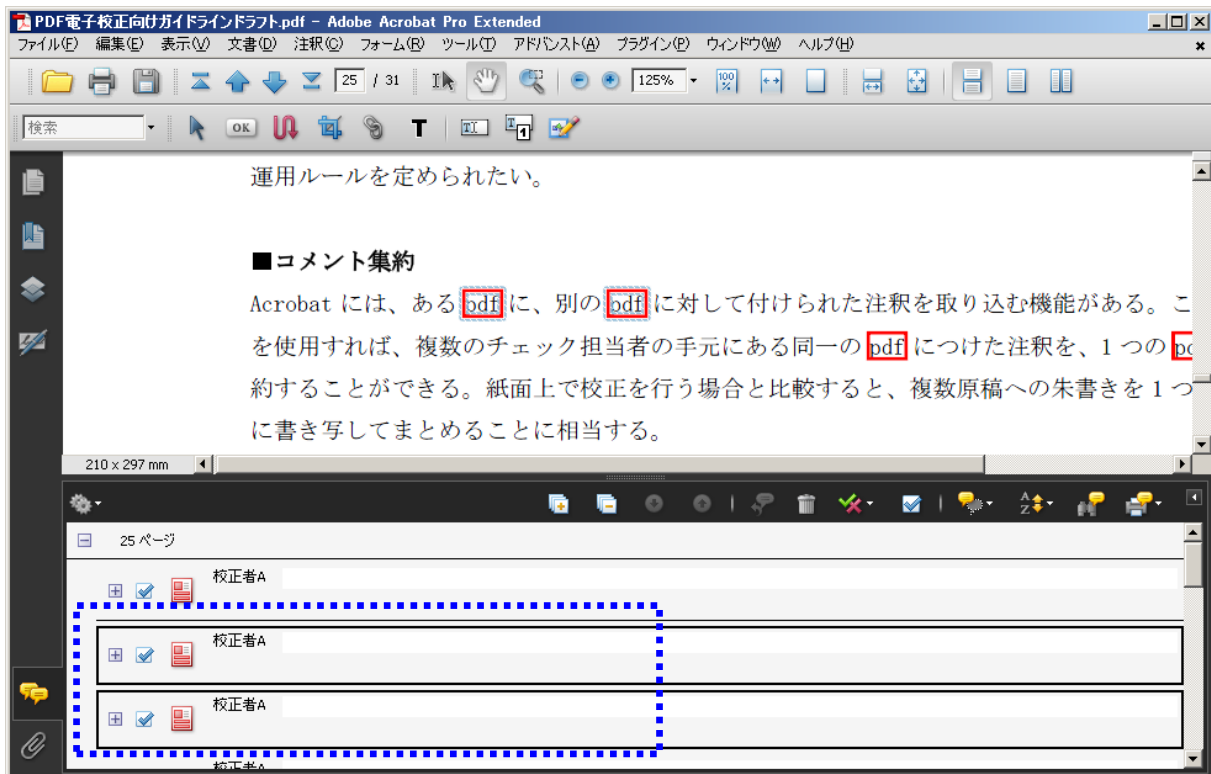 PDF電子校正向けガイドラインドラフト.pdf - Adobe Acrobat Pro Extended
ファイル(F) 編集(E) 表示(V) 文書(D) 注釈(C) フォーム(R) ツール(T) アドバンスト(A) プラグイン(P) ウィンドウ(W) ヘルプ(H)
25 / 31 125% 100%
検索 OK T T 1
運用ルールを定められたい。
■コメント集約
Acrobat には、ある pdf に、別の pdf に対して付けられた注釈を取り込む機能がある。こ
を使用すれば、複数のチェック担当者の手元にある同一の pdf につけた注釈を、1 つの
約することができる。紙面上で校正を行う場合と比較すると、複数原稿への朱書きを 1 つ
に書き写してまとめることに相当する。
210 x 297 mm
A Z
25 ページ
校正者A
校正者A
校正者A
校正者A